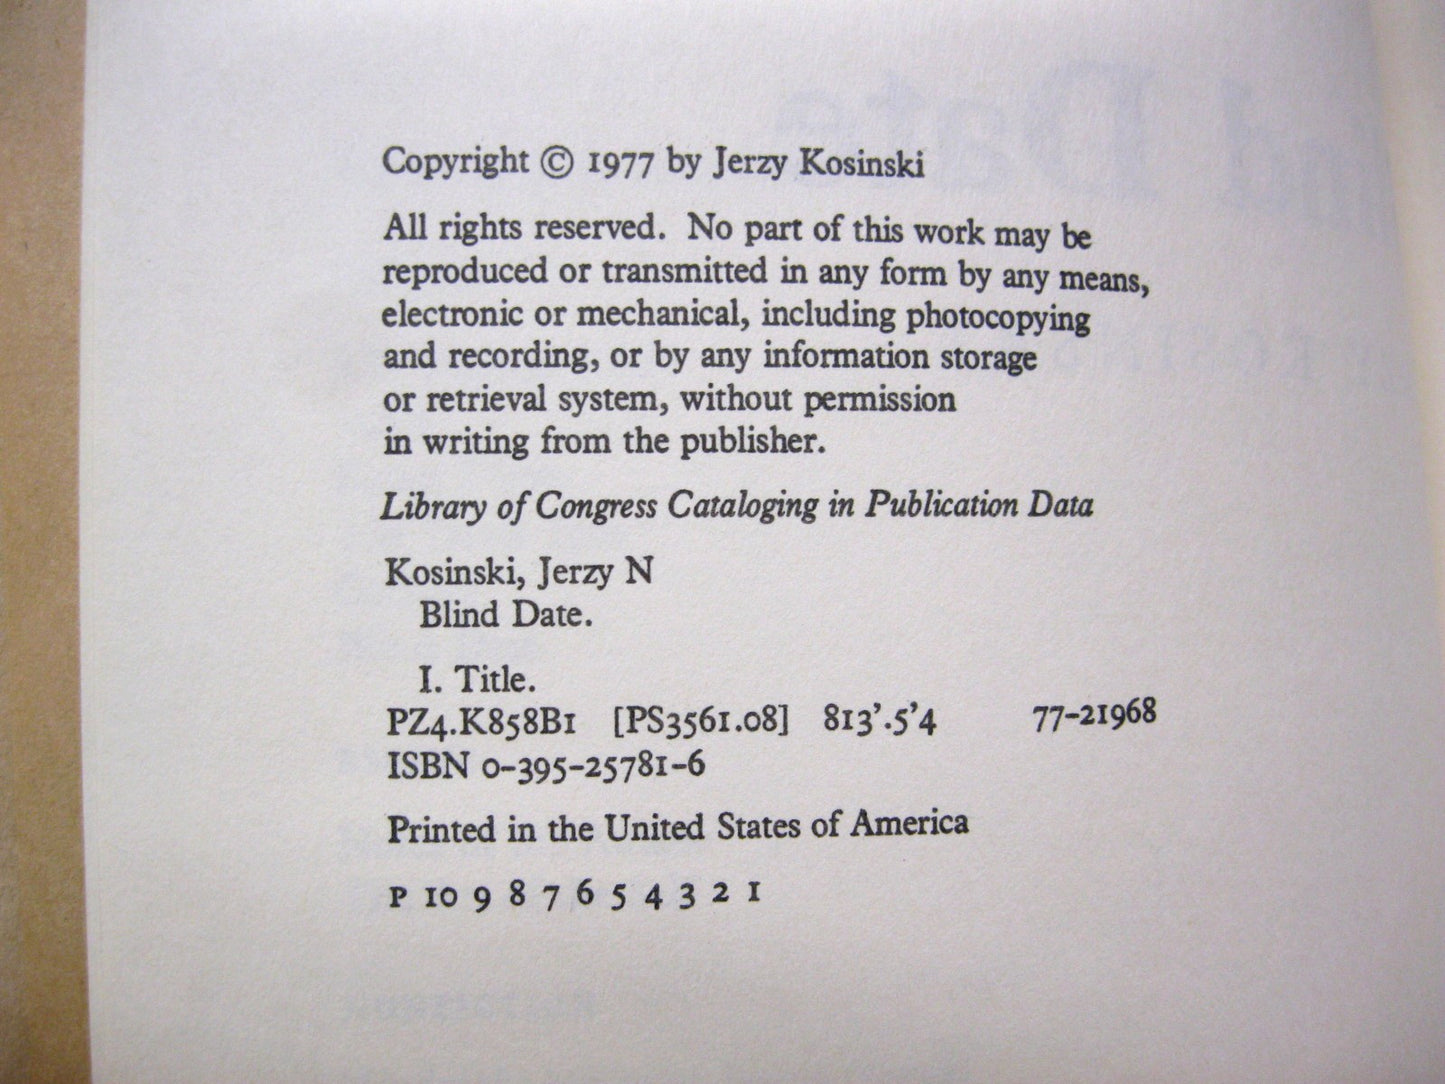 Copyright © 1977 by Jerzy Kosinski
All rights reserved. No part of this work may be
reproduced or transmitted in any form by any means,
electronic or mechanical, including photocopying
and recording, or by any information storage
or retrieval system, without permission
in writing from the publisher.
Library of Congress Cataloging in Publication Data
Kosinski, Jerzy N
Blind Date.
I. Title.
PZ4.K858B1 [PS3561.08] 813'.5'4 77-21968
ISBN 0-395-25781-6
Printed in the United States of America
P 10 9 8 7 6 5 4 3 2 1